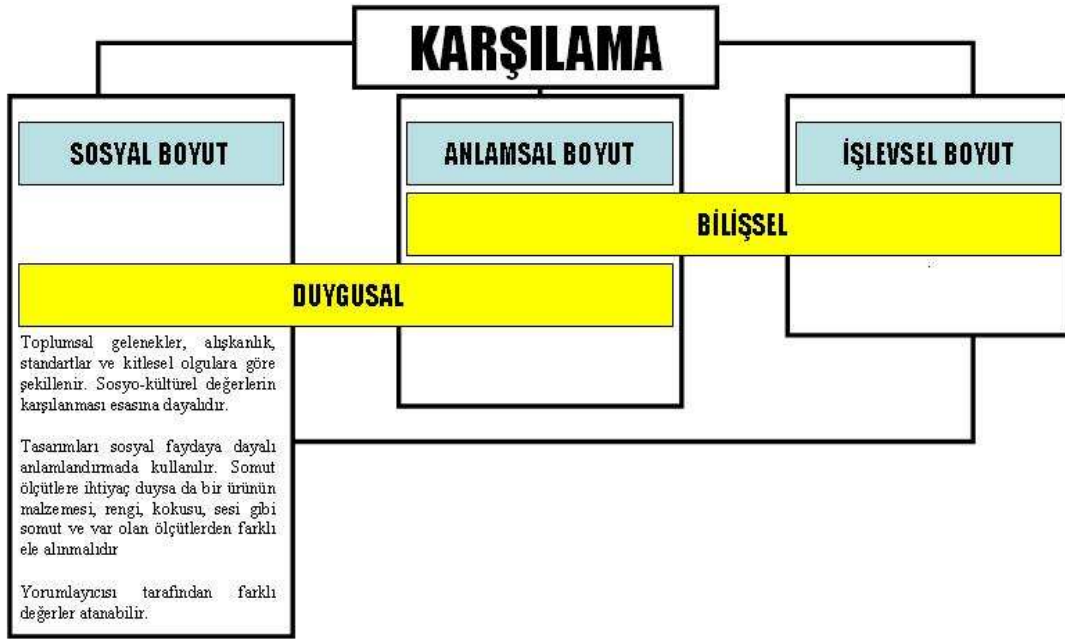 KARŞILAMA
SOSYAL BOYUT
ANLAMSAL BOYUT
İŞLEVSEL BOYUT
BİLİŞSEL
DUYGUSAL
Toplumsal gelenekler, alışkanlık,
standartlar ve kitlesel olgulara göre
şekillenir. Sosyo-kültürel değerlerin
karşılanması esasına dayalıdır.
Tasarımları sosyal faydaya dayalı
anlamlandırmada kullanılır. Somut
ölçütlere ihtiyaç duysa da bir ürünün
malzemesi, rengi, kokusu, sesi gibi
somut ve var olan ölçütlerden farklı
ele alınmalıdır
Yorumlayıcısı tarafından farklı
değerler atanabilir.